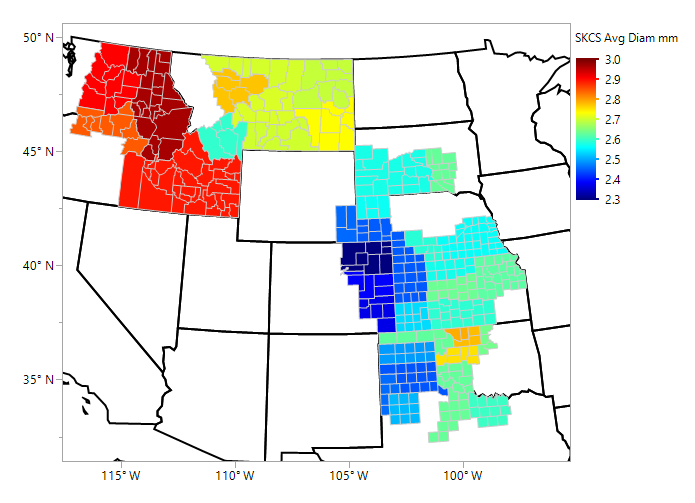 50° N
45° N
40° N
35° N
115° W
110° W
105° W
100° W
SKCS Avg Diam mm
3.0
2.9
2.8
2.7
2.6
2.5
2.4
2.3